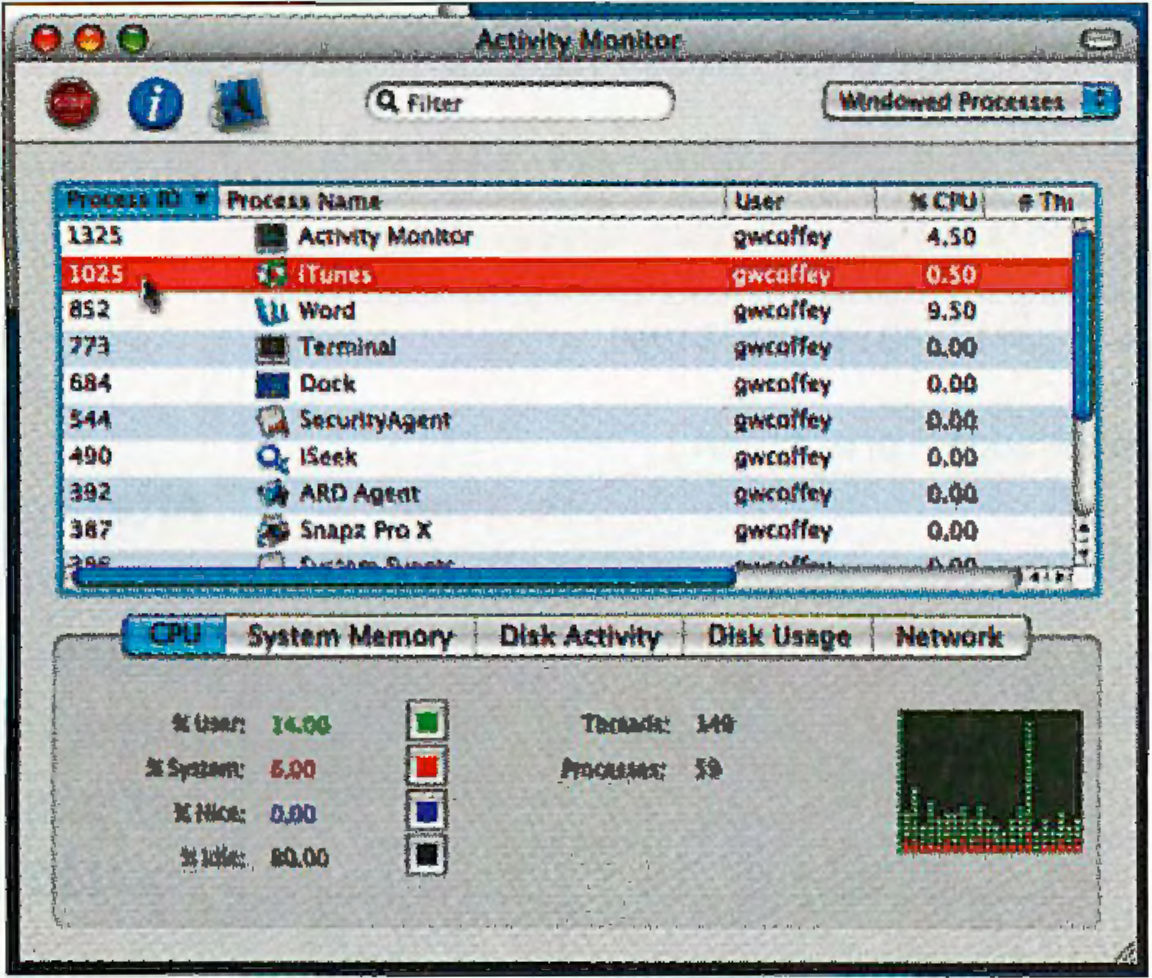 Activity Monitor
Filter
Windowed Processes
Process ID Process Name User % CPU # Thr
1325 Activity Monitor gwcoffey 4.50
1025 iTunes gwcoffey 0.50
852 Word gwcoffey 9.50
773 Terminal gwcoffey 0.00
684 Dock gwcoffey 0.00
544 SecurityAgent gwcoffey 0.00
490 iSeek gwcoffey 0.00
392 ARD Agent gwcoffey 0.00
387 Snapz Pro X gwcoffey 0.00
System Events gwcoffey 0.00
CPU System Memory Disk Activity Disk Usage Network
% User: 14.00 Threads: 149
% System: 6.00 Processes: 59
% Nice: 0.00
% Idle: 80.00